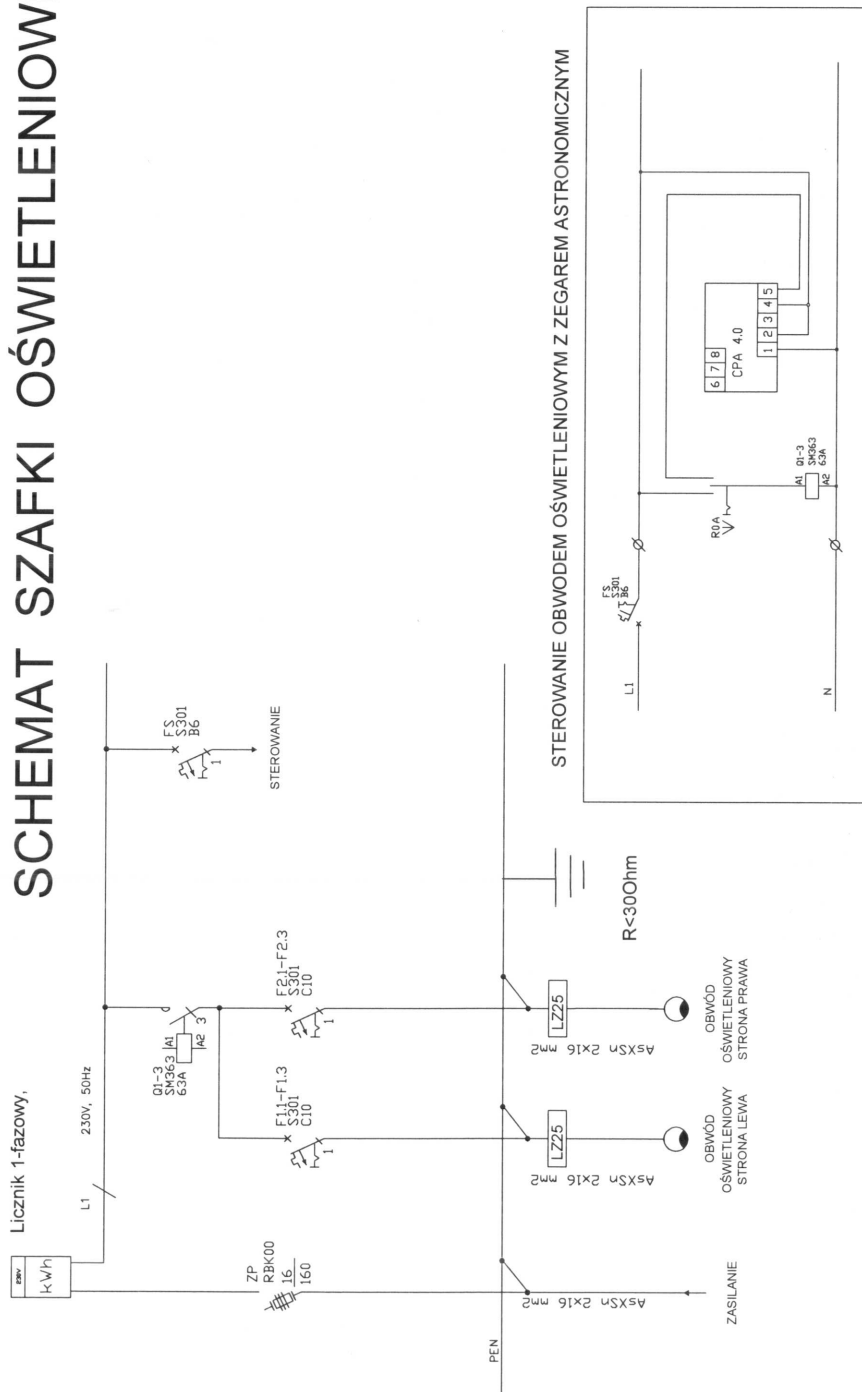 SCHEMAT SZAFKI OŚWIETLENIOW
Licznik 1-fazowy,
230V
kWh
L1
230V, 50Hz
ZP
RBK00
16
160
Q1-3
SM363
63A
A1
A2
3
F1.1-F1.3
S301
C10
1
F2.1-F2.3
S301
C10
1
FS
S301
B6
1
STEROWANIE
PEN
AsXSn 2x16 mm2
ZASILANIE
AsXSn 2x16 mm2
LZ25
OBWÓD
OŚWIETLENIOWY
STRONA LEWA
AsXSn 2x16 mm2
LZ25
OBWÓD
OŚWIETLENIOWY
STRONA PRAWA
R<30Ohm
STEROWANIE OBWODEM OŚWIETLENIOWYM Z ZEGAREM ASTRONOMICZNYM
L1
FS
S301
B6
R0A
A1
A2
Q1-3
SM363
63A
6 7 8
CPA 4.0
1 2 3 4 5
N